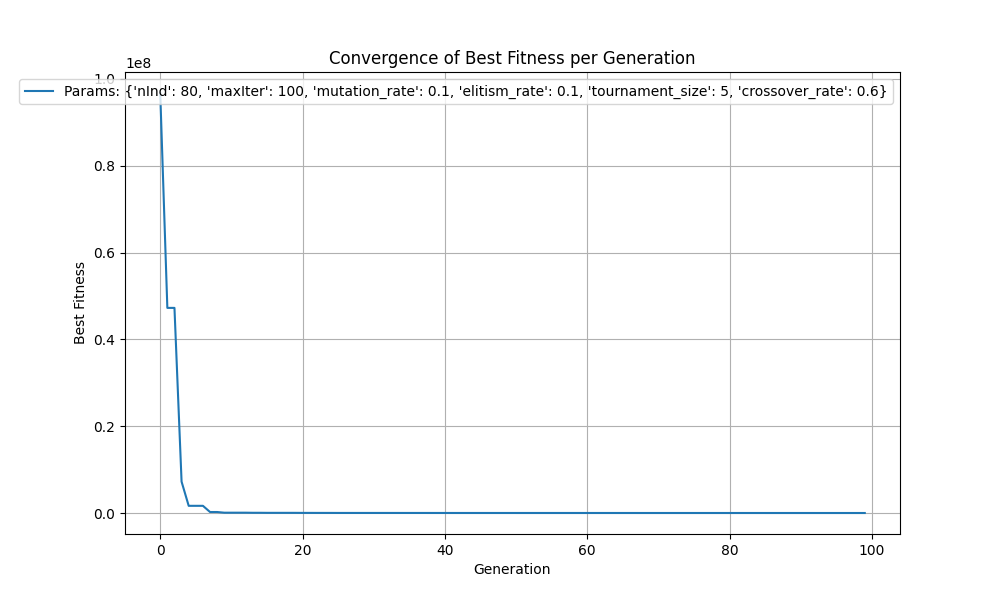 Convergence of Best Fitness per Generation
1e8
1.0
Params: {'nInd': 80, 'maxIter': 100, 'mutation_rate': 0.1, 'elitism_rate': 0.1, 'tournament_size': 5, 'crossover_rate': 0.6}
0.8
0.6
0.4
0.2
0.0
Best Fitness
0 20 40 60 80 100
Generation